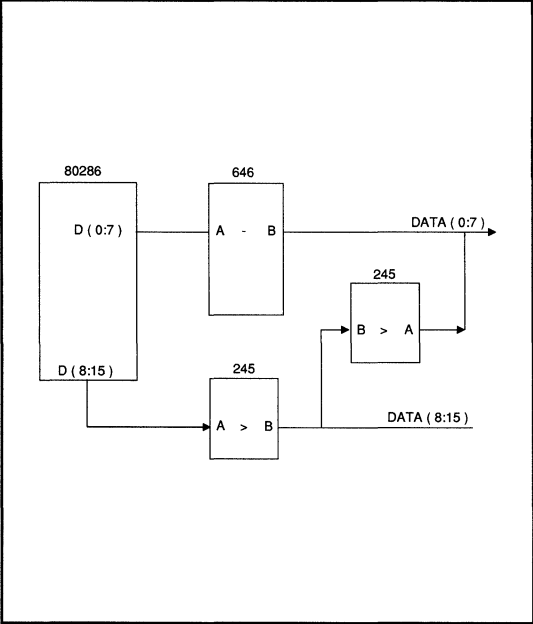 80286
646
D ( 0:7 )
A - B
DATA ( 0:7 )
245
B > A
D ( 8:15 )
245
A > B
DATA ( 8:15 )